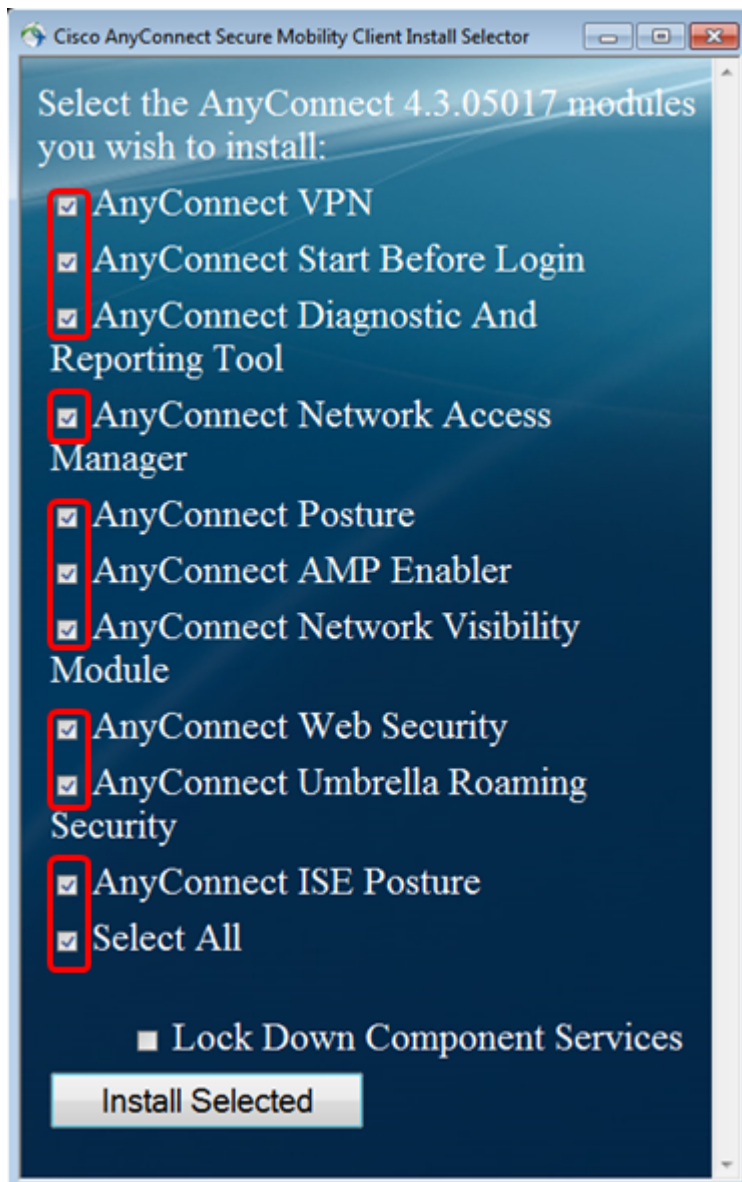 Cisco AnyConnect Secure Mobility Client Install Selector
Select the AnyConnect 4.3.05017 modules
you wish to install:
AnyConnect VPN
AnyConnect Start Before Login
AnyConnect Diagnostic And
Reporting Tool
AnyConnect Network Access
Manager
AnyConnect Posture
AnyConnect AMP Enabler
AnyConnect Network Visibility
Module
AnyConnect Web Security
AnyConnect Umbrella Roaming
Security
AnyConnect ISE Posture
Select All
Lock Down Component Services
Install Selected